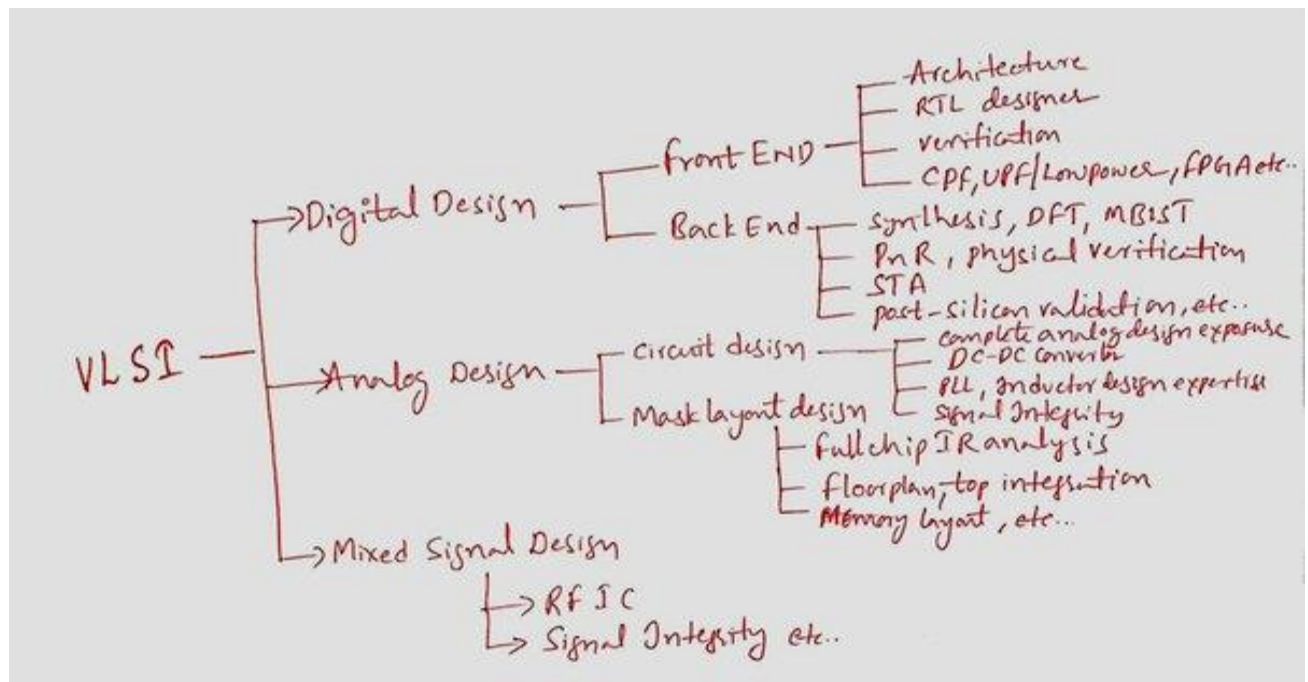 Architecture
RTL designer
verification
Front END
CPF, UPF/Lowpower, FPGA etc..
Digital Design
Back End
synthesis, DFT, MBIST
PnR, physical verification
STA
post-silicon validation, etc..
VLSI
Analog Design
circuit design
complete analog design exposure
DC-DC converter
PLL, Inductor design expertise
Signal Integrity
Mask layout design
Fullchip IR analysis
floorplan, top integration
Memory layout, etc...
Mixed Signal Design
RF IC
Signal Integrity etc..